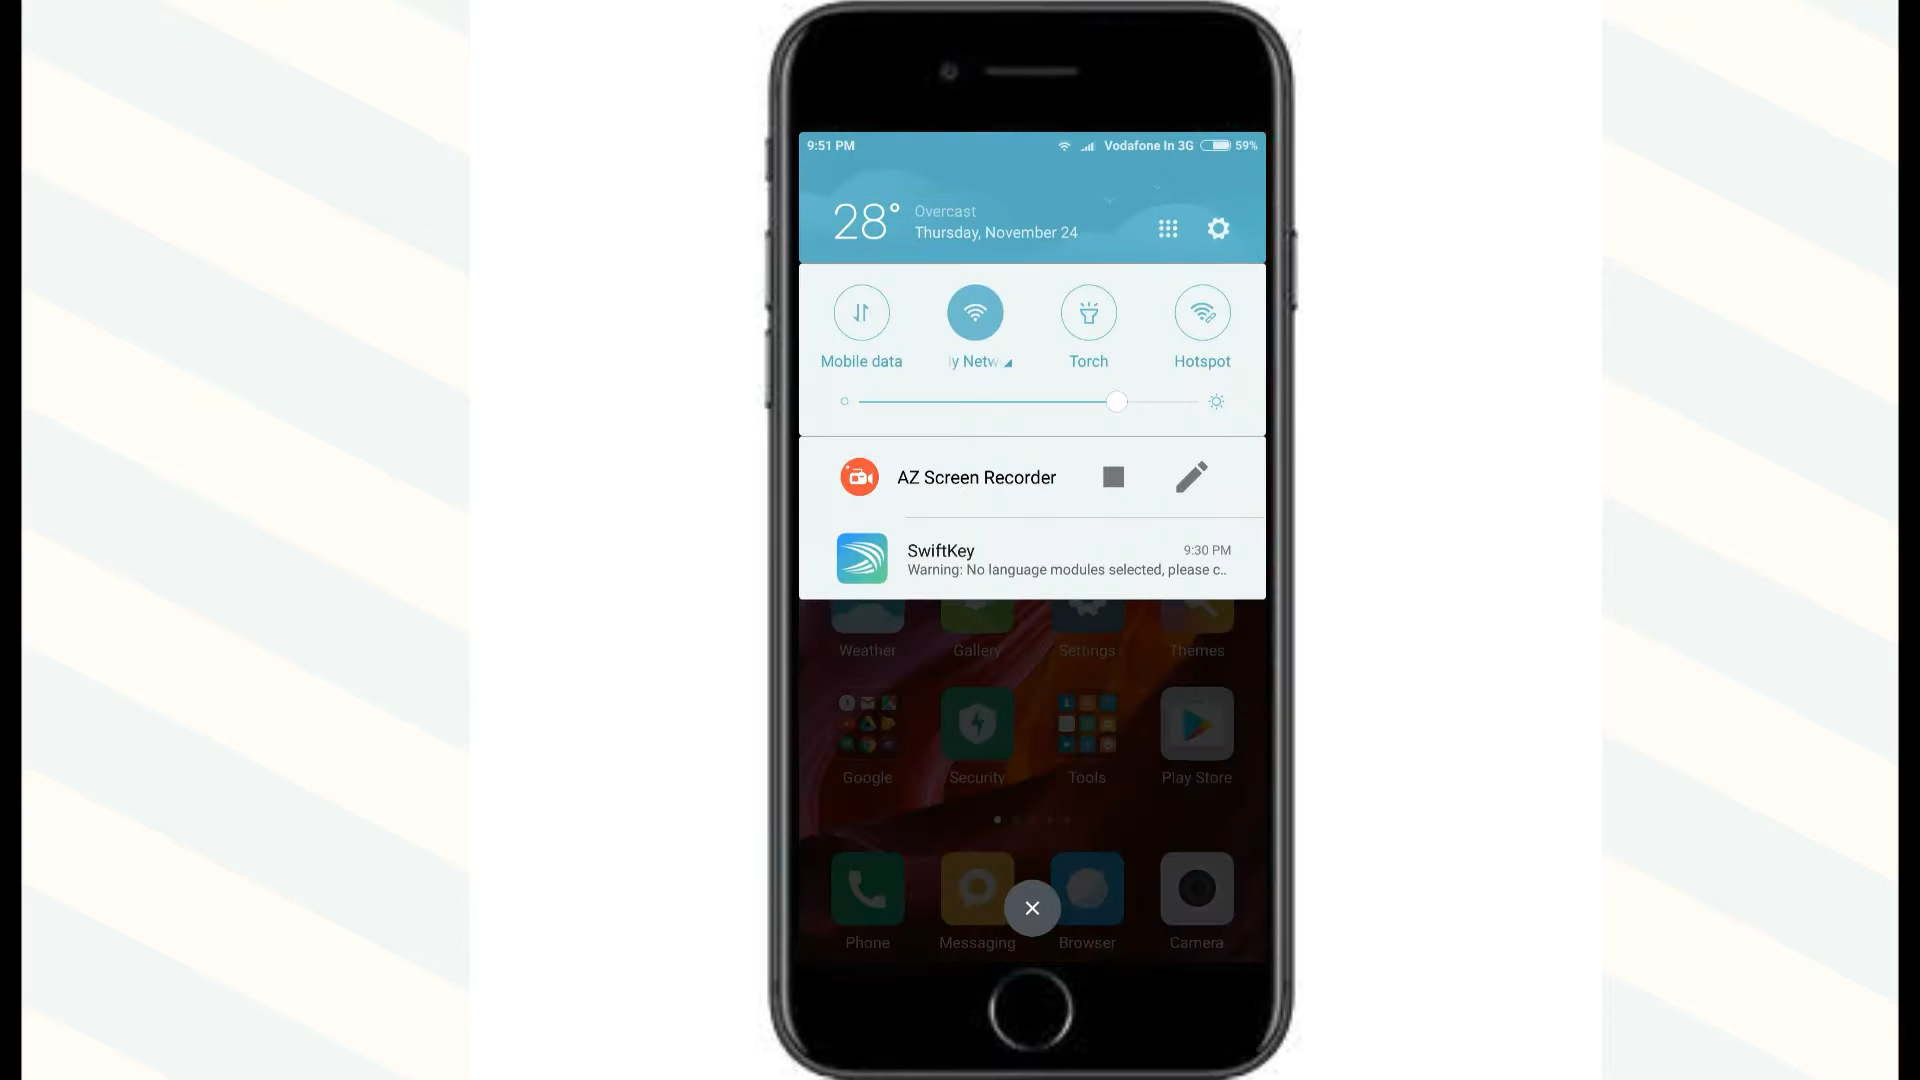 9:51 PM
Vodafone In 3G
59%
28°
Overcast
Thursday, November 24
Mobile data
y Netw
Torch
Hotspot
AZ Screen Recorder
SwiftKey
9:30 PM
Warning: No language modules selected, please c..
Weather
Gallery
Settings
Themes
Google
Security
Tools
Play Store
Phone
Messaging
Browser
Camera